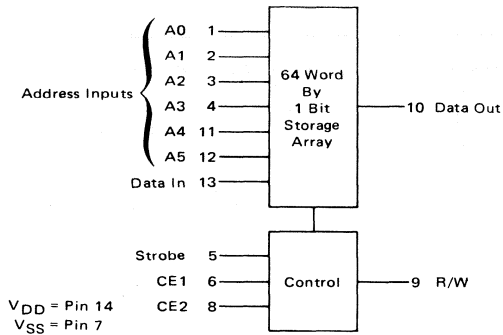 A0 1
A1 2
A2 3
Address Inputs A3 4
A4 11
A5 12
Data In 13
64 Word
By
1 Bit
Storage
Array
10 Data Out
Strobe 5
CE1 6
CE2 8
Control
9 R/W
VDD = Pin 14
VSS = Pin 7